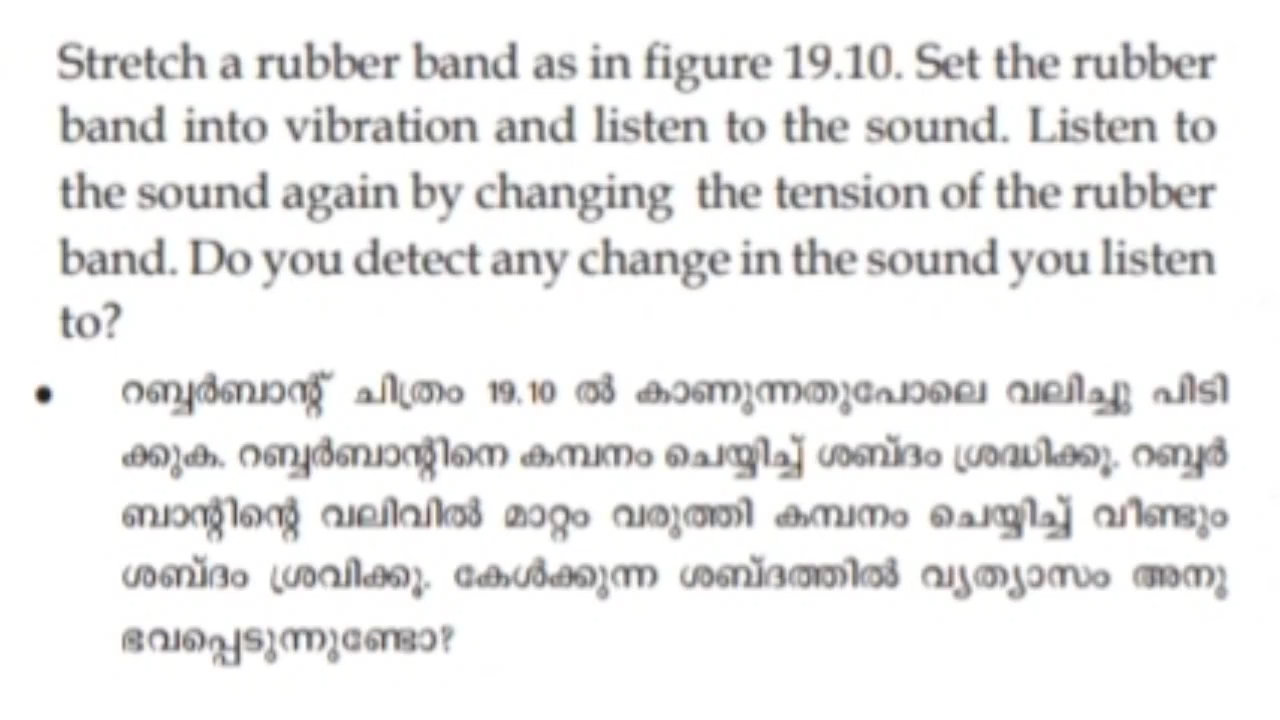 Stretch a rubber band as in figure 19.10. Set the rubber
band into vibration and listen to the sound. Listen to
the sound again by changing the tension of the rubber
band. Do you detect any change in the sound you listen
to?
• റബ്ബർബാന്റ് ചിത്രം 19.10 ൽ കാണുന്നതുപോലെ വലിച്ചു പിടി
ക്കുക. റബ്ബർബാന്റിനെ കമ്പനം ചെയ്യിച്ച് ശബ്ദം ശ്രദ്ധിക്കൂ. റബ്ബർ
ബാന്റിന്റെ വലിവിൽ മാറ്റം വരുത്തി കമ്പനം ചെയ്യിച്ച് വീണ്ടും
ശബ്ദം ശ്രവിക്കൂ. കേൾക്കുന്ന ശബ്ദത്തിൽ വ്യത്യാസം അനു
ഭവപ്പെടുന്നുണ്ടോ?